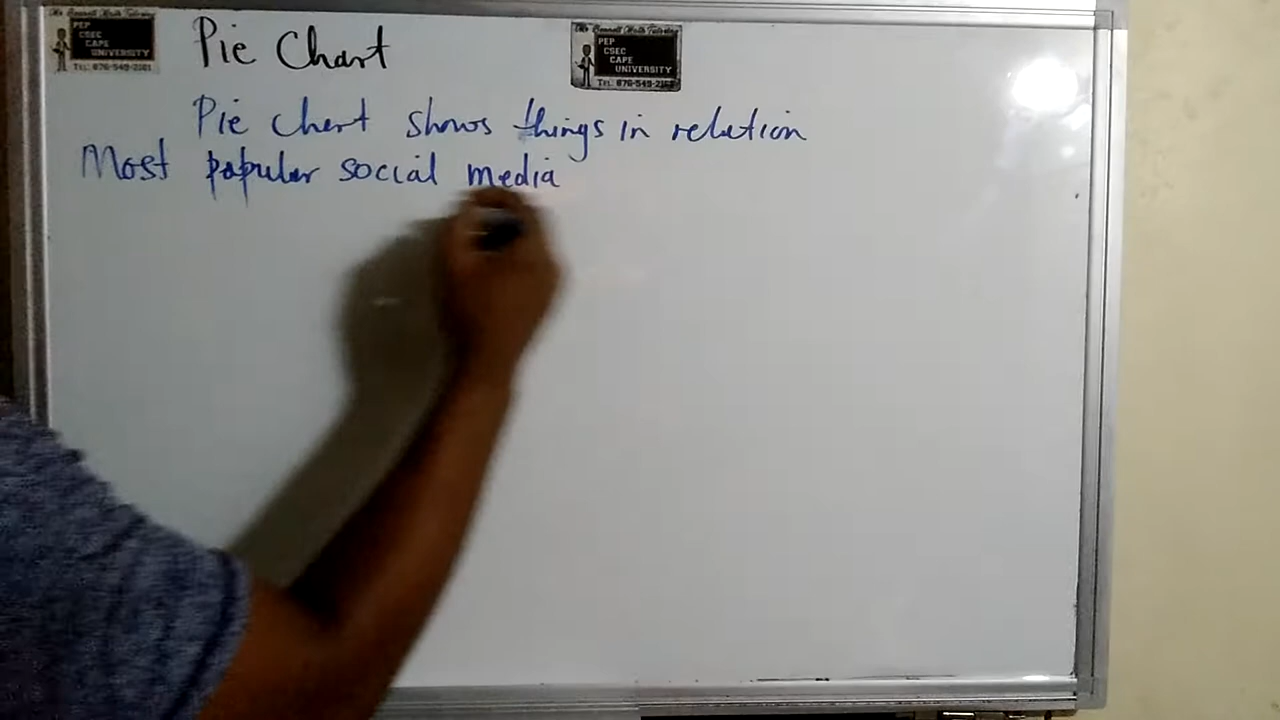 PEP
CSEC
CAPE
UNIVERSITY
Pie Chart
PEP
CSEC
CAPE
UNIVERSITY
Pie chart shows things in relation
Most popular social media